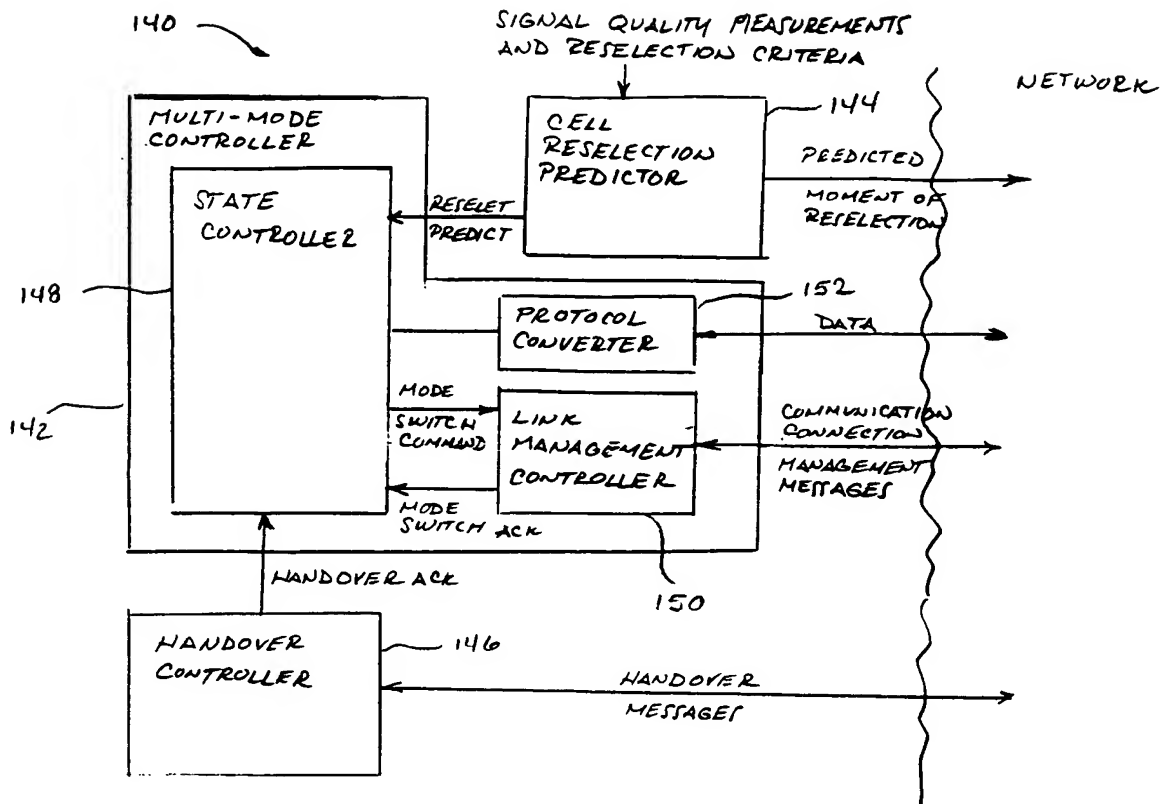 140
SIGNAL QUALITY MEASUREMENTS
AND RESELECTION CRITERIA
NETWORK
MULTI-MODE
CONTROLLER
CELL
RESELECTION
PREDICTOR
144
PREDICTED
MOMENT OF
RESELECTION
STATE
CONTROLLER
RESELET
PREDICT
148
152
PROTOCOL
CONVERTER
DATA
142
MODE
SWITCH
COMMAND
LINK
MANAGEMENT
CONTROLLER
COMMUNICATION
CONNECTION
MANAGEMENT
MESSAGES
MODE
SWITCH ACK
150
HANDOVER ACK
HANDOVER
CONTROLLER
146
HANDOVER
MESSAGES